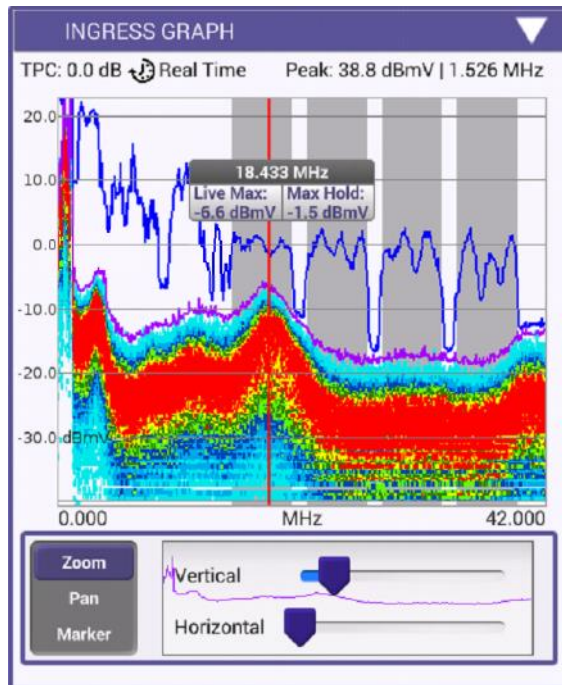 INGRESS GRAPH
TPC: 0.0 dB Real Time Peak: 38.8 dBmV | 1.526 MHz
20.0
18.433 MHz
10.0
Live Max: Max Hold:
-6.6 dBmV -1.5 dBmV
0.0
-10.0
-20.0
-30.0 dBmV
0.000 MHz 42.000
Zoom
Vertical
Pan
Horizontal
Marker